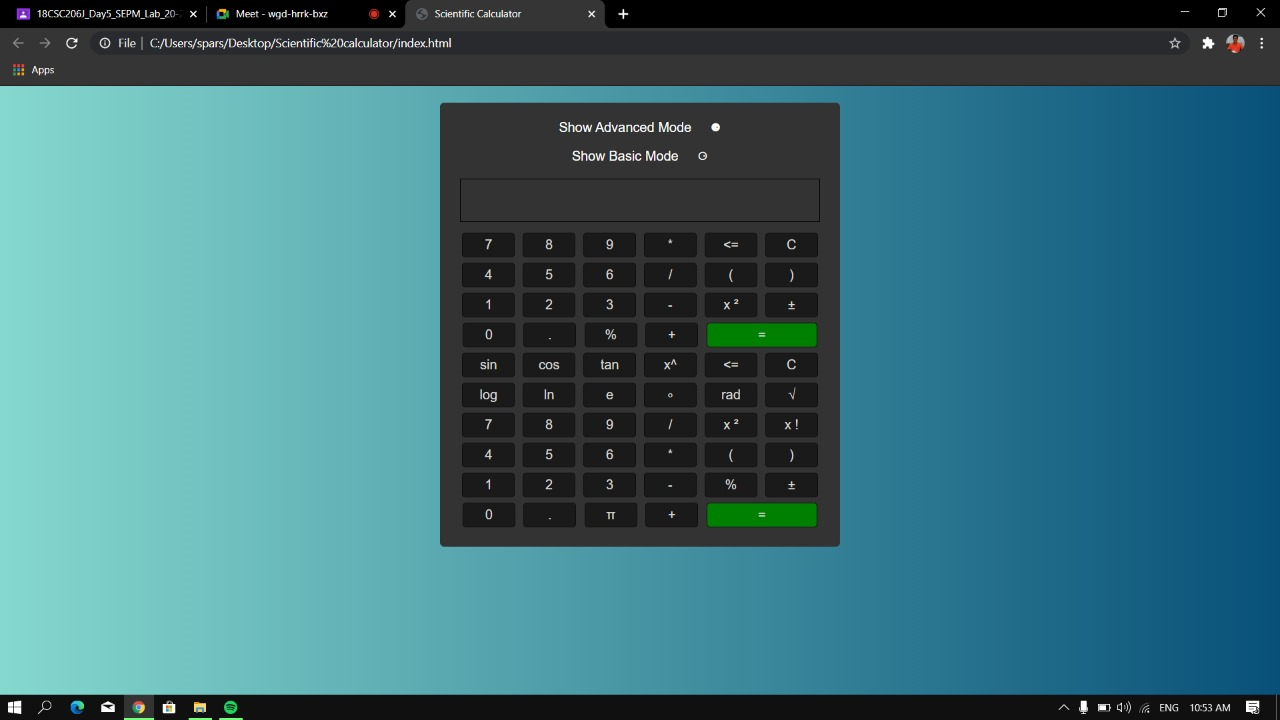 18CSC206J_Day5_SEPM_Lab_20-
Meet - wgd-hrrk-bxz
Scientific Calculator
File | C:/Users/spars/Desktop/Scientific%20calculator/index.html
Apps
Show Advanced Mode
Show Basic Mode
7 8 9 * <= C
4 5 6 / ( )
1 2 3 - x ² ±
0 . % + =
sin cos tan x^ <= C
log ln e ∘ rad √
7 8 9 / x ² x !
4 5 6 * ( )
1 2 3 - % ±
0 . π + =
ENG 10:53 AM